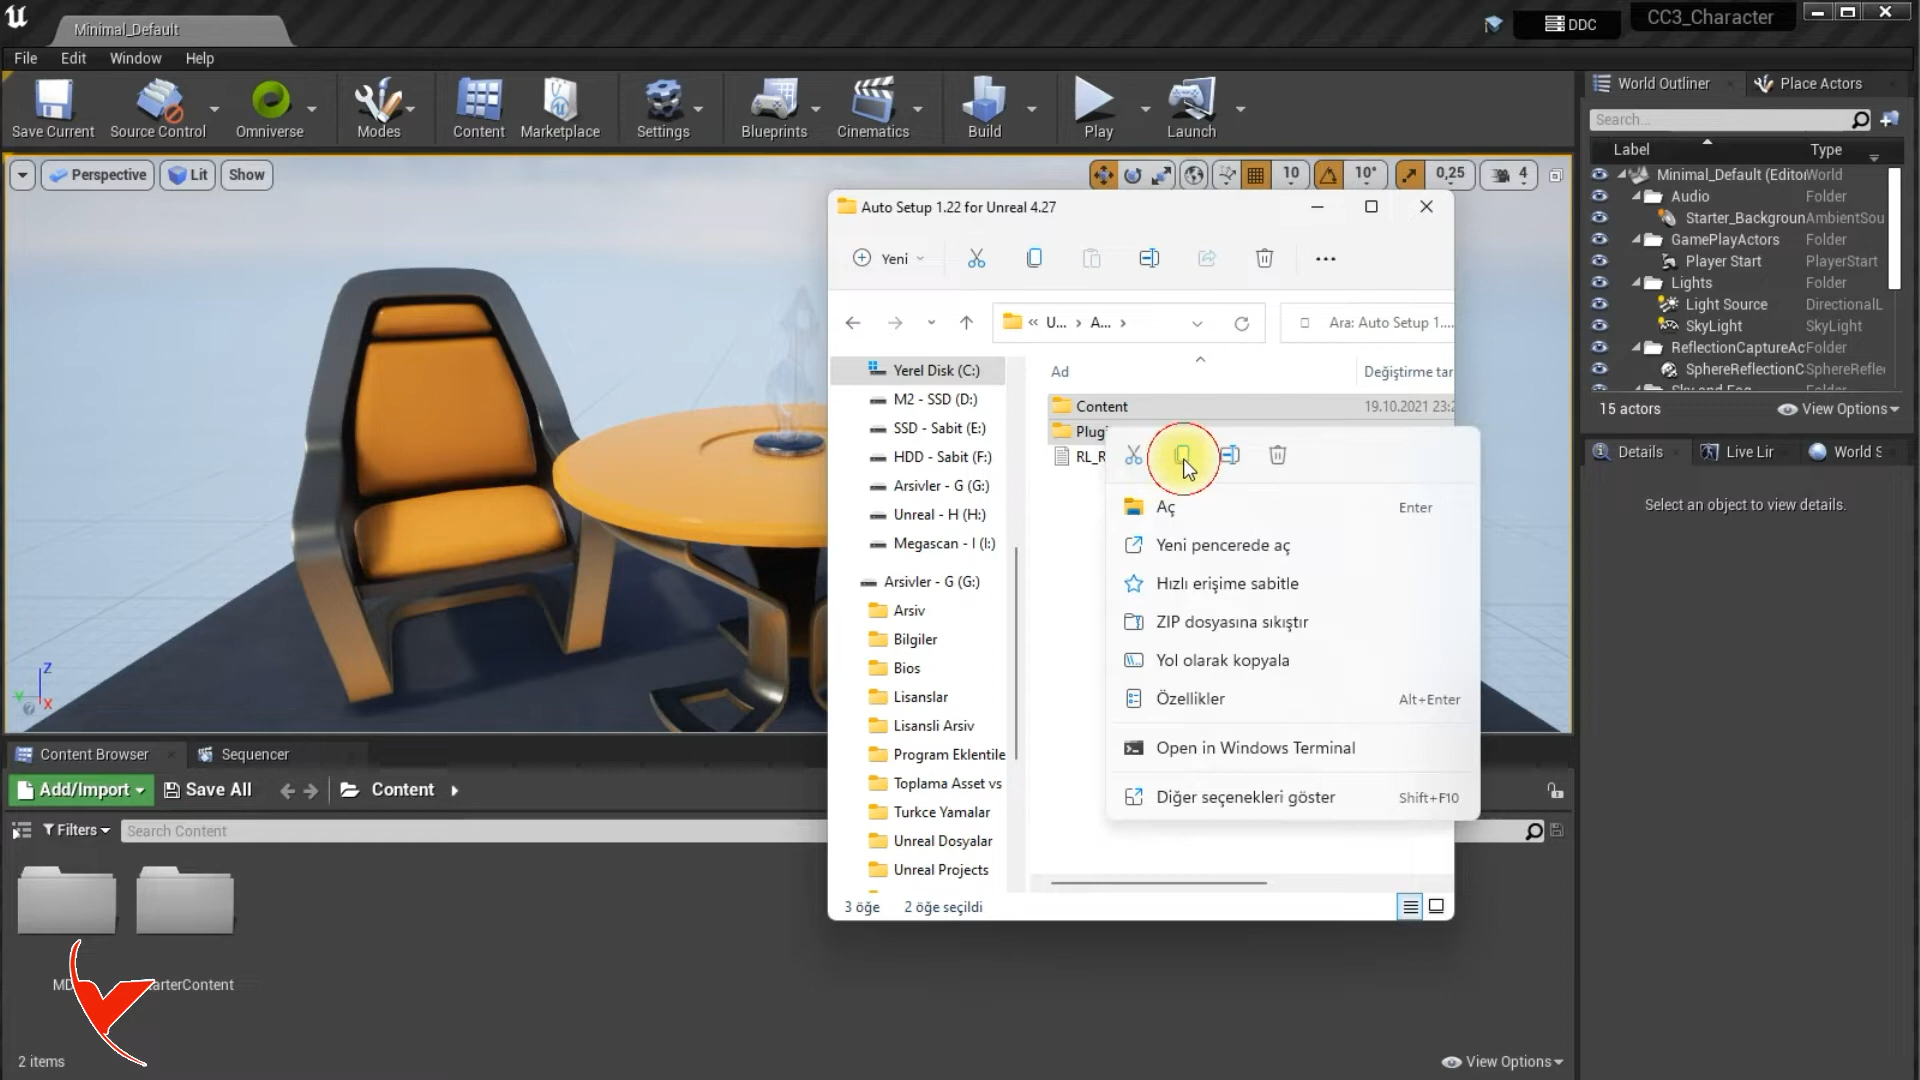 Minimal_Default
DDC
CC3_Character
File Edit Window Help
Save Current
Source Control
Omniverse
Modes
Content
Marketplace
Settings
Blueprints
Cinematics
Build
Play
Launch
Perspective
Lit
Show
10
10°
0,25
4
World Outliner
Place Actors
Search...
Label Type
Minimal_Default (Editor World
Audio Folder
Starter_Backgroun AmbientSou
GamePlayActors Folder
Player Start PlayerStart
Lights Folder
Light Source DirectionalL
SkyLight SkyLight
ReflectionCaptureAc Folder
SphereReflectionC SphereRefle
Sky and Fog Folder
15 actors
View Options
Details
Live Lir
World S
Select an object to view details.
Auto Setup 1.22 for Unreal 4.27
Yeni
« U... › A... ›
Ara: Auto Setup 1....
Ad
Değiştirme tar
Yerel Disk (C:)
M2 - SSD (D:)
SSD - Sabit (E:)
HDD - Sabit (F:)
Arsivler - G (G:)
Unreal - H (H:)
Megascan - I (I:)
Arsivler - G (G:)
Arsiv
Bilgiler
Bios
Lisanslar
Lisansli Arsiv
Program Eklentile
Toplama Asset vs
Turkce Yamalar
Unreal Dosyalar
Unreal Projects
Content 19.10.2021 23:2
Plugi
RL_R
Aç Enter
Yeni pencerede aç
Hızlı erişime sabitle
ZIP dosyasına sıkıştır
Yol olarak kopyala
Özellikler Alt+Enter
Open in Windows Terminal
Diğer seçenekleri göster Shift+F10
3 öğe 2 öğe seçildi
Z
Y
X
Content Browser
Sequencer
Add/Import
Save All
Content
Filters
Search Content
MD
arterContent
2 items
View Options